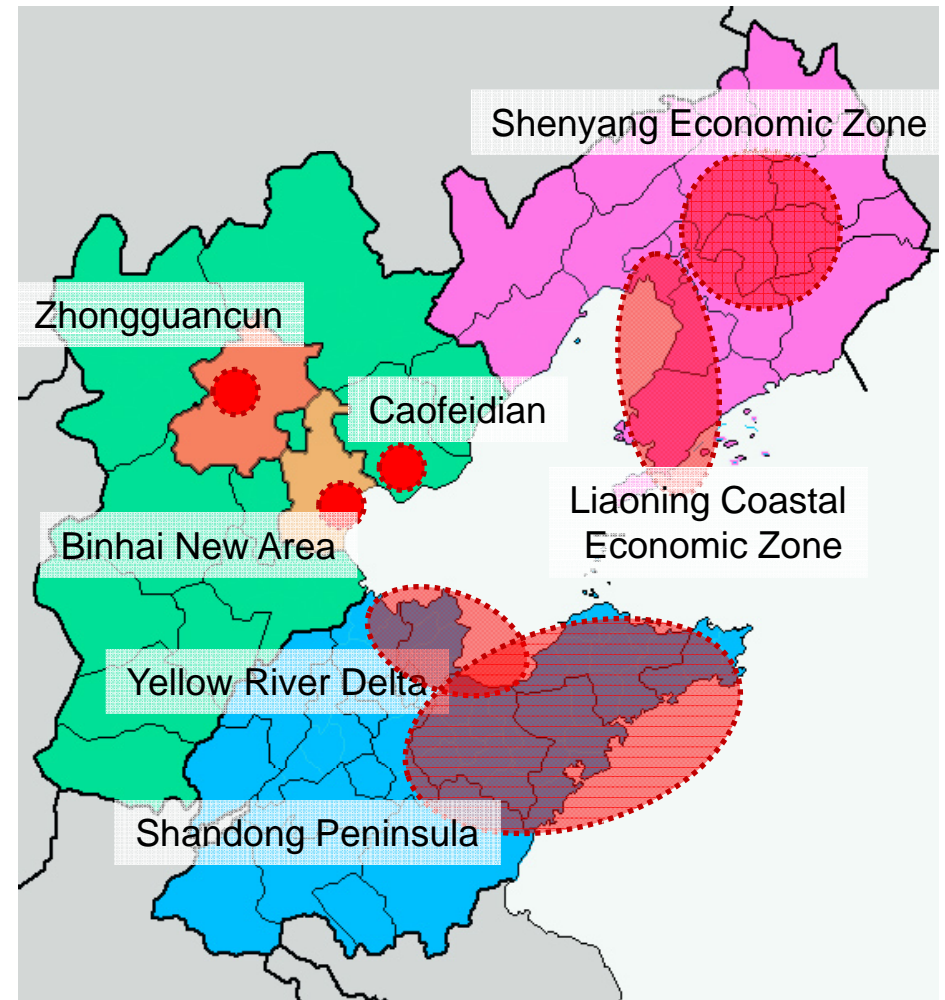 Shenyang Economic Zone
Zhongguancun
Caofeidian
Liaoning Coastal
Economic Zone
Binhai New Area
Yellow River Delta
Shandong Peninsula